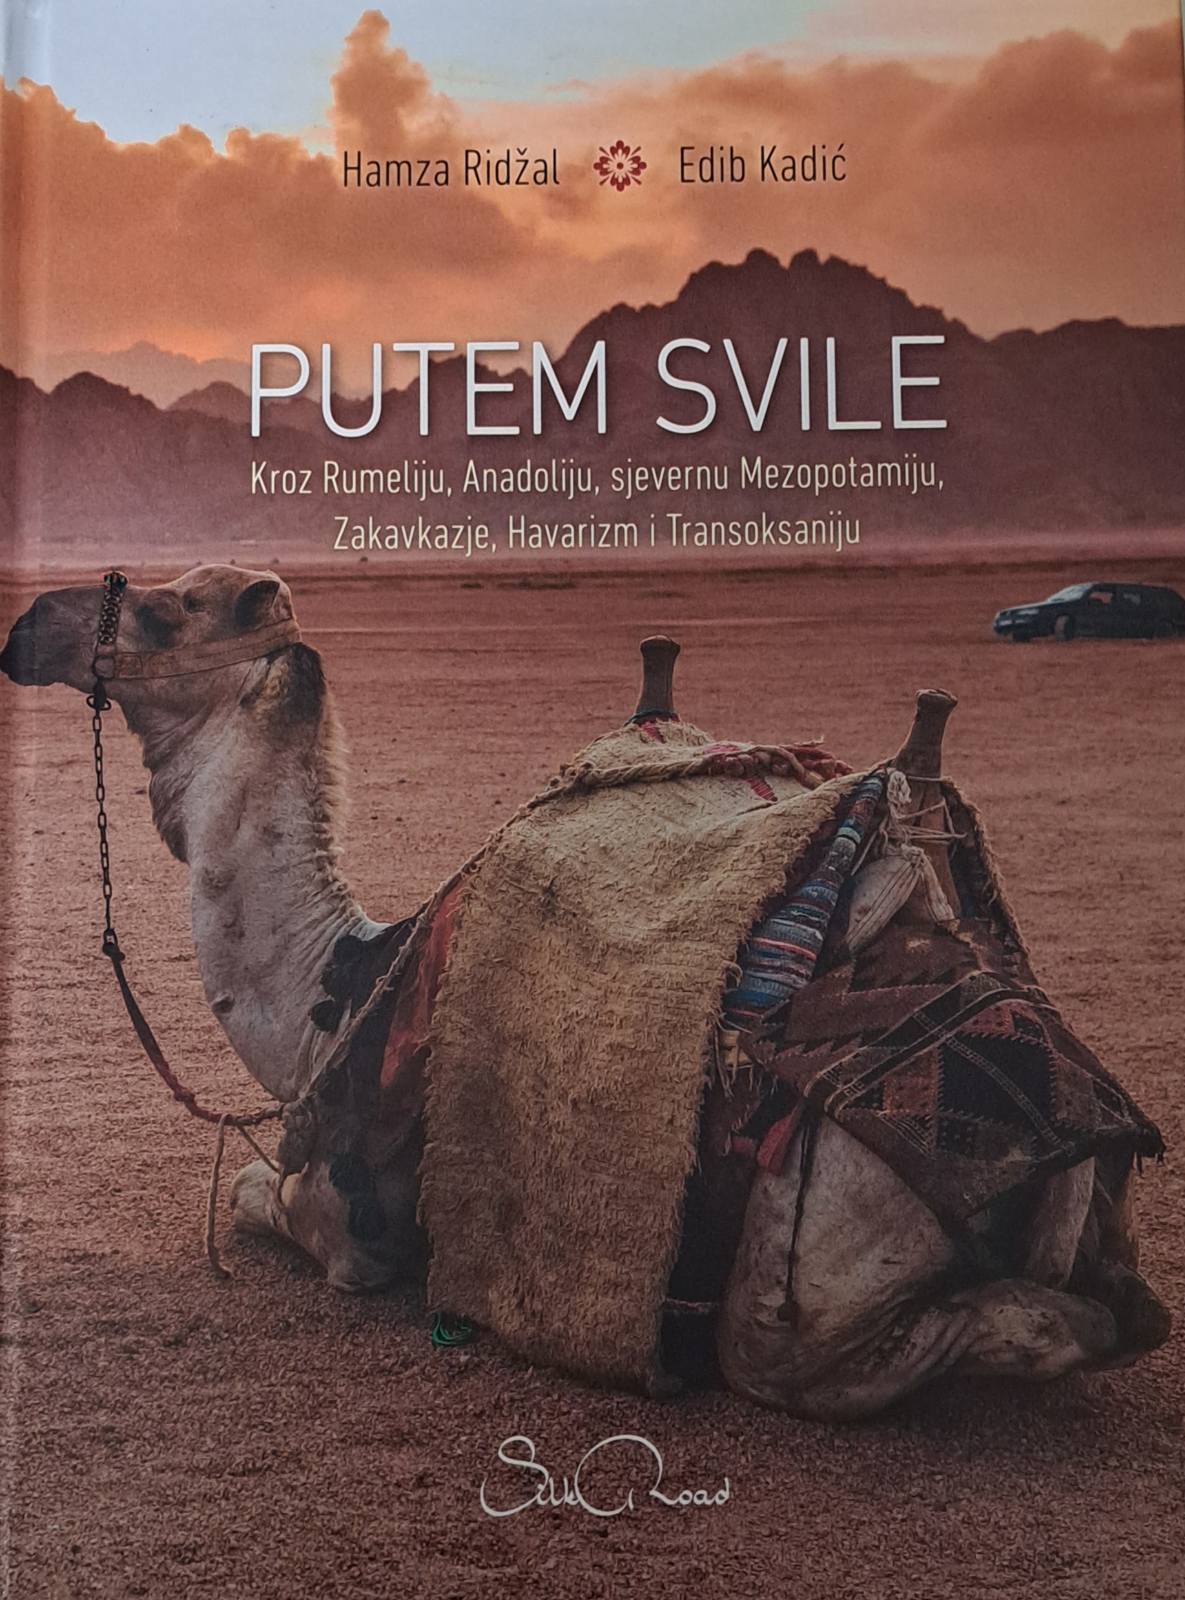 Hamza Ridžal Edib Kadić
PUTEM SVILE
Kroz Rumeliju, Anadoliju, sjevernu Mezopotamiju,
Zakavkazje, Havarizm i Transoksaniju
Silk Road